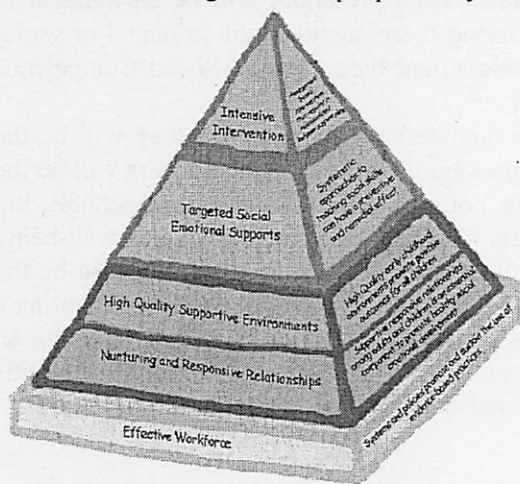 Intensive
Intervention
Targeted Social
Emotional Supports
Systematic
approaches to
teaching social skills
can have a preventive
and remedial effect
High Quality Supportive Environments
High Quality early childhood
environments promote positive
outcomes for all children
Nurturing and Responsive Relationships
Supportive responsive relationships
among adults and children is an essential
component to promote healthy social
emotional development
Effective Workforce
Systems and policies promote and sustain the use of
evidence-based practices